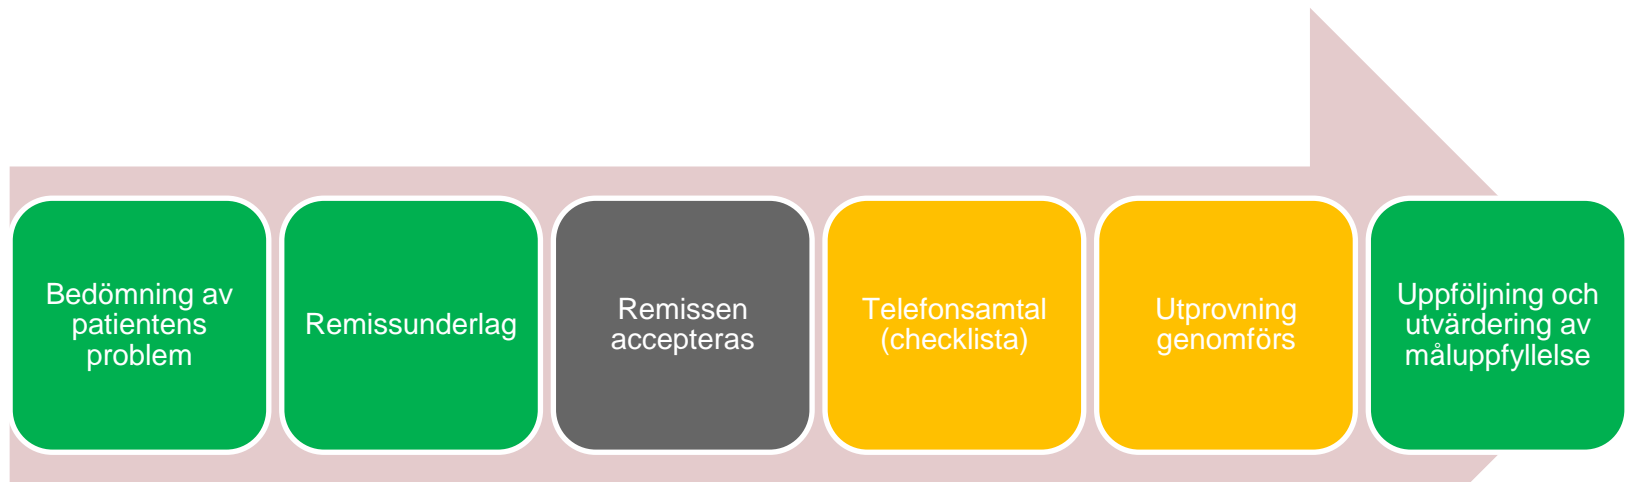 Bedömning av
patientens
problem
Remissunderlag
Remissen
accepteras
Telefonsamtal
(checklista)
Utprovning
genomförs
Uppföljning och
utvärdering av
måluppfyllelse